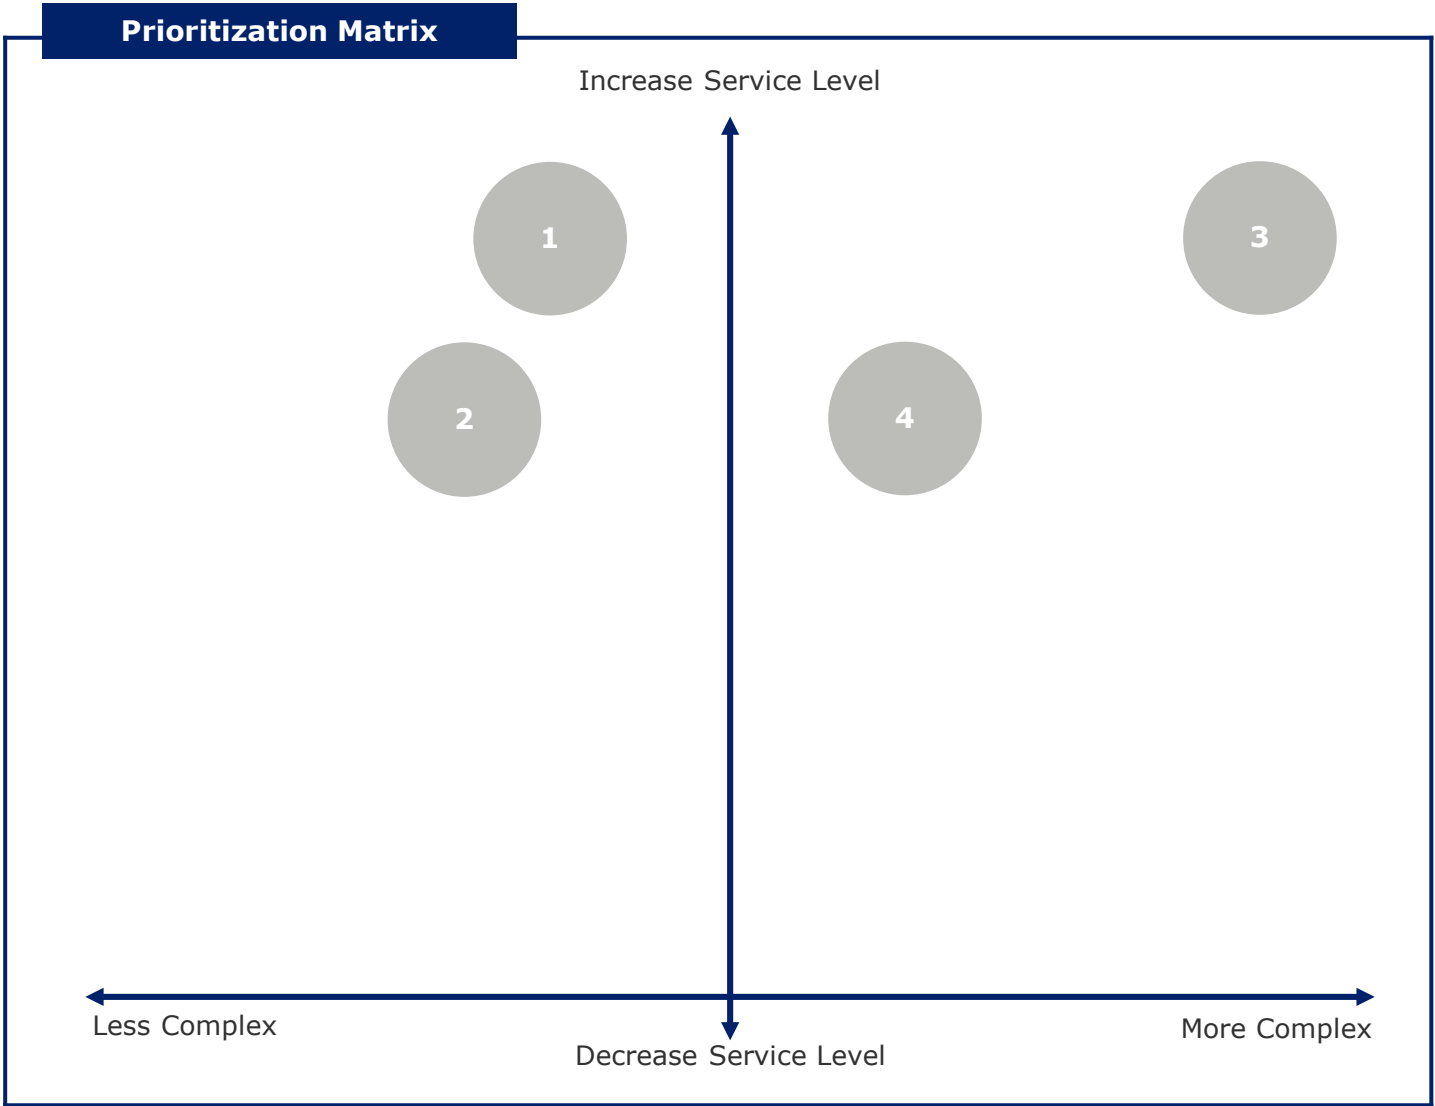 Prioritization Matrix
Increase Service Level
1
3
2
4
Less Complex
More Complex
Decrease Service Level